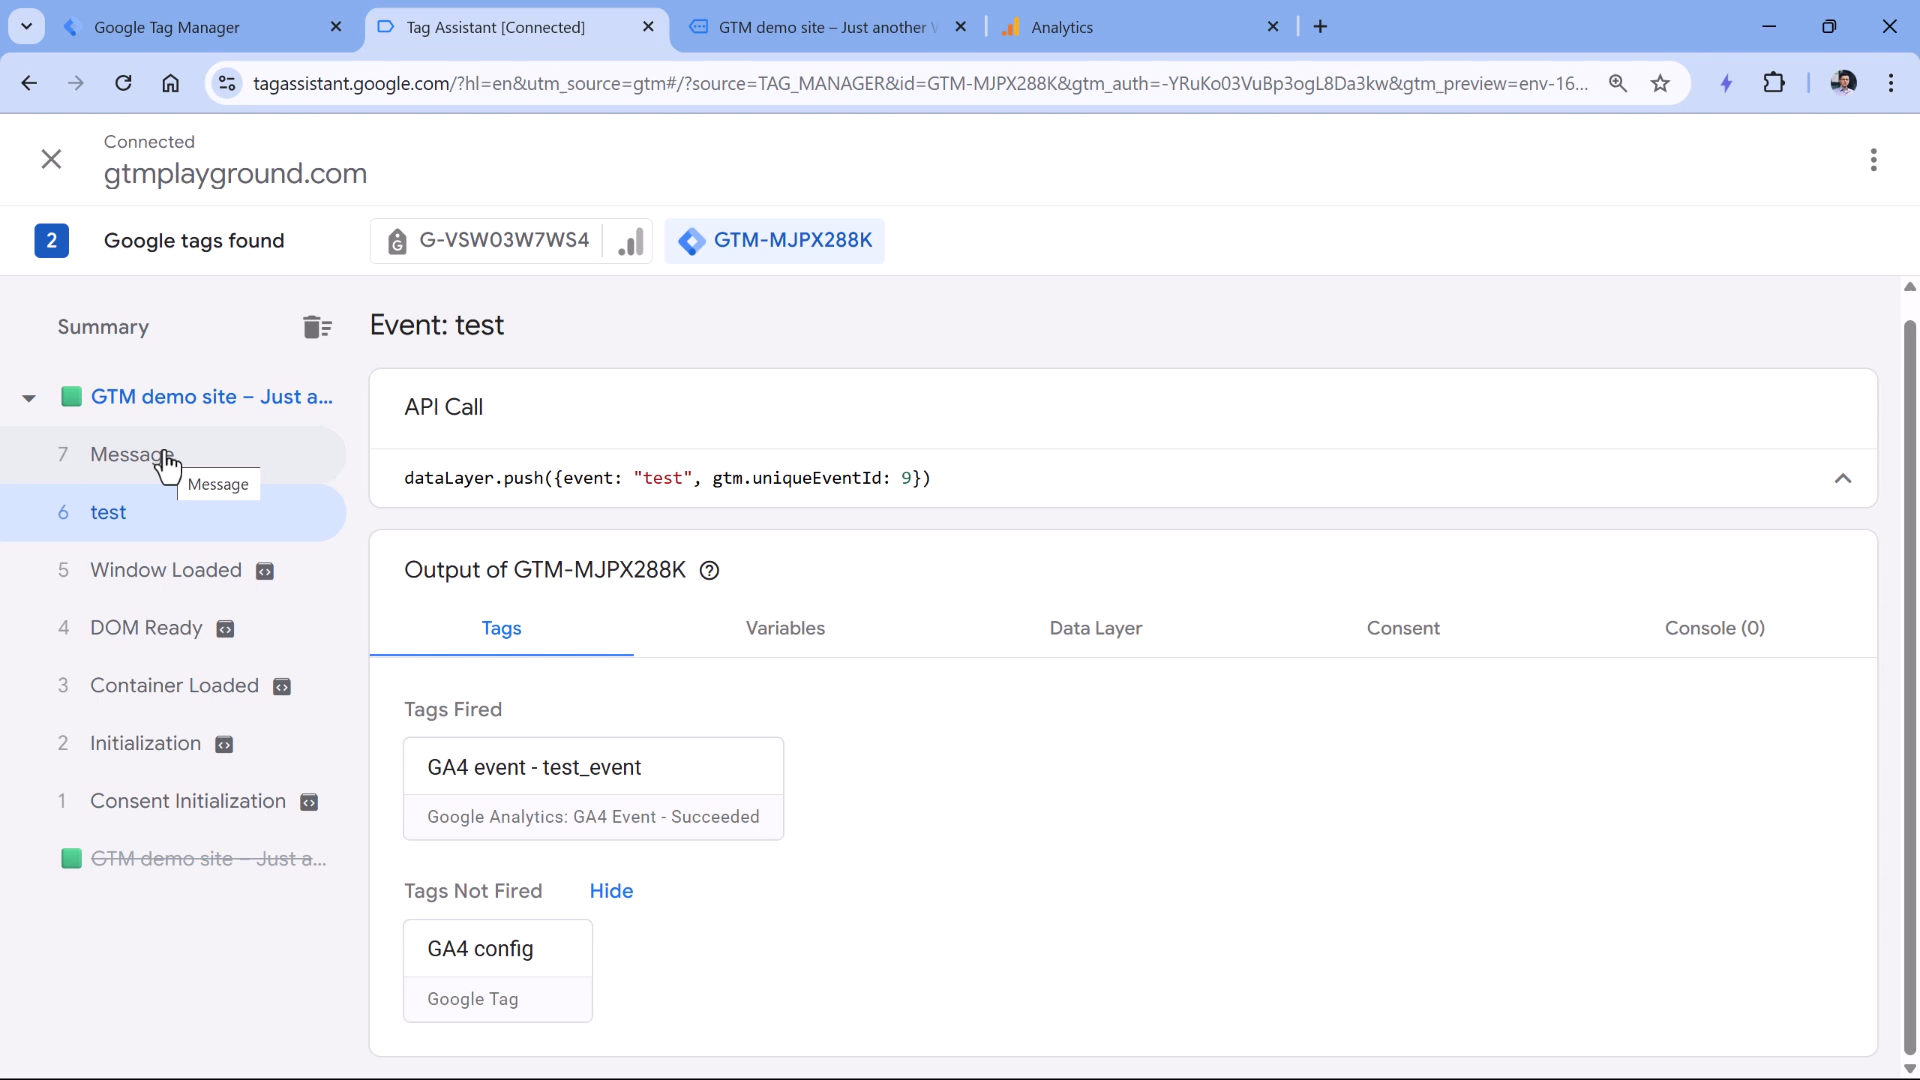 Google Tag Manager
Tag Assistant [Connected]
GTM demo site – Just another
Analytics
tagassistant.google.com/?hl=en&utm_source=gtm#/?source=TAG_MANAGER&id=GTM-MJPX288K&gtm_auth=-YRuKo03VuBp3ogL8Da3kw&gtm_preview=env-16...
Connected
gtmplayground.com
2 Google tags found
G-VSW03W7WS4
GTM-MJPX288K
Summary
GTM demo site – Just a...
7 Message
Message
6 test
5 Window Loaded
4 DOM Ready
3 Container Loaded
2 Initialization
1 Consent Initialization
GTM demo site – Just a...
Event: test
API Call
dataLayer.push({event: "test", gtm.uniqueEventId: 9})
Output of GTM-MJPX288K
Tags
Variables
Data Layer
Consent
Console (0)
Tags Fired
GA4 event - test_event
Google Analytics: GA4 Event - Succeeded
Tags Not Fired Hide
GA4 config
Google Tag